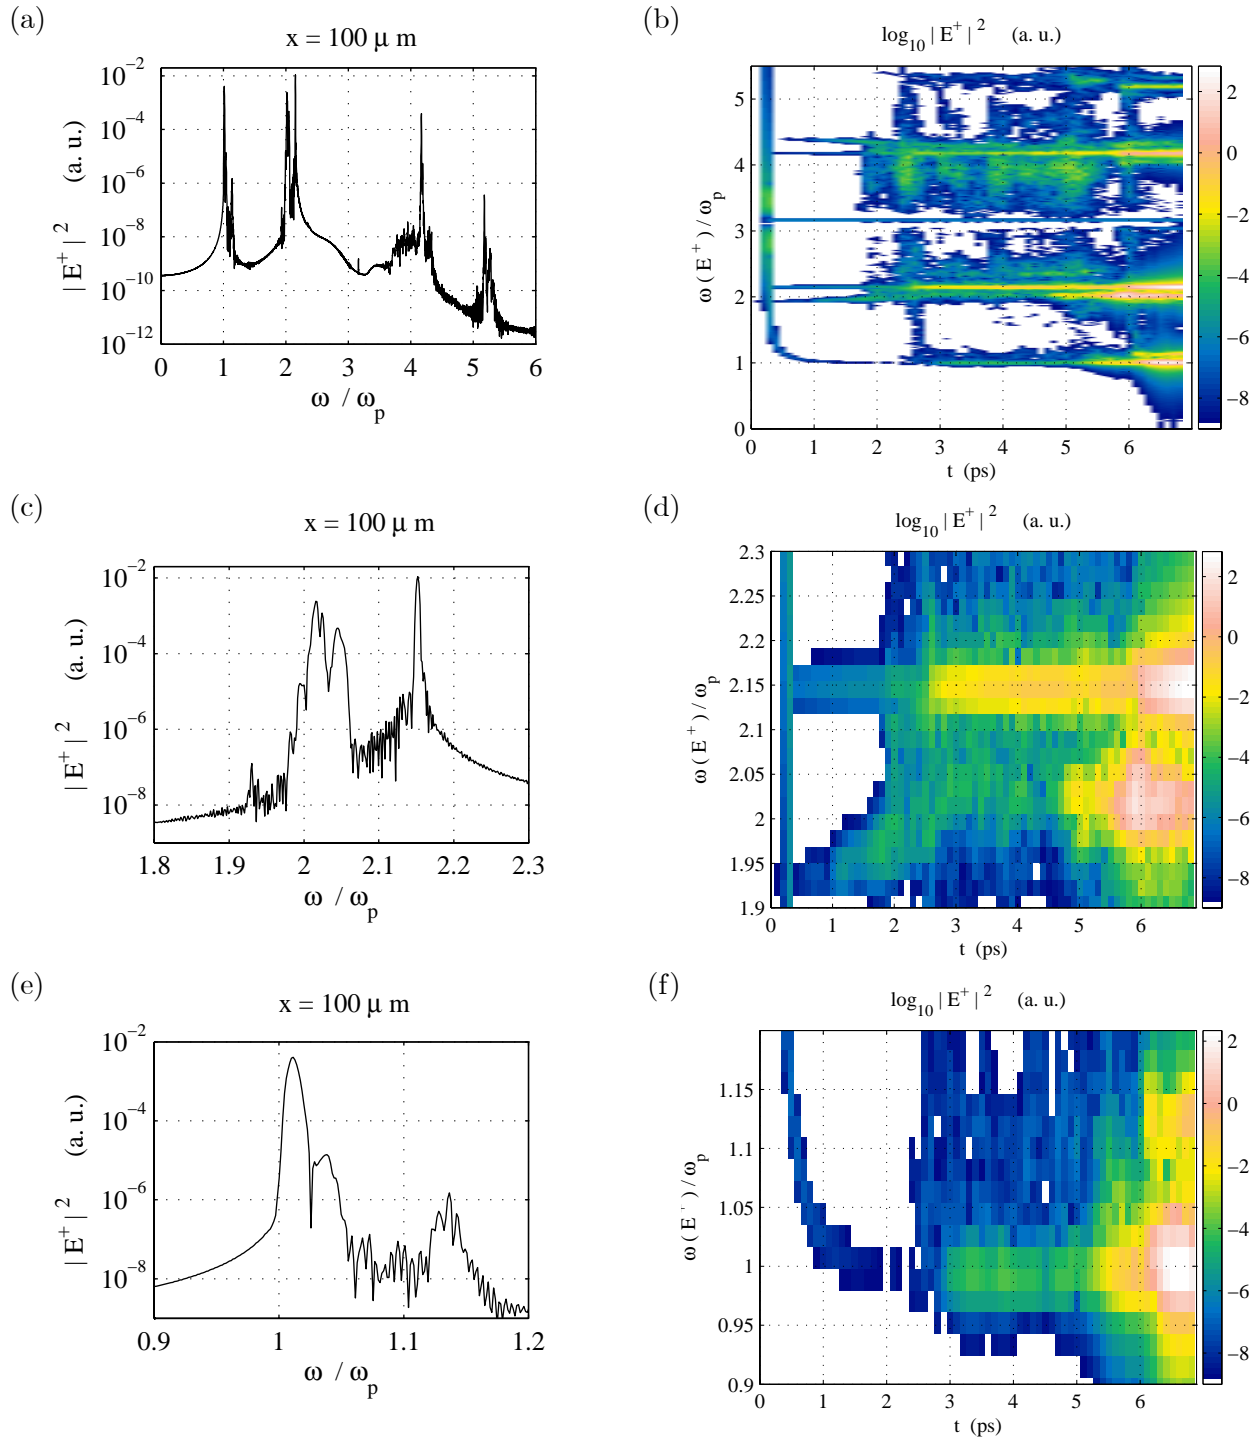 (a)
x = 100 μ m
| E⁺ | ²     (a. u.)
10⁻²
10⁻⁴
10⁻⁶
10⁻⁸
10⁻¹⁰
10⁻¹²
0 1 2 3 4 5 6
ω / ωₚ
(b)
log₁₀ | E⁺ | ²   (a. u.)
ω ( E⁺ ) / ωₚ
5
4
3
2
1
0
0 1 2 3 4 5 6
t (ps)
2
0
−2
−4
−6
−8
(c)
x = 100 μ m
| E⁺ | ²     (a. u.)
10⁻²
10⁻⁴
10⁻⁶
10⁻⁸
1.8 1.9 2 2.1 2.2 2.3
ω / ωₚ
(d)
log₁₀ | E⁺ | ²   (a. u.)
ω ( E⁺ ) / ωₚ
2.3
2.25
2.2
2.15
2.1
2.05
2
1.95
1.9
0 1 2 3 4 5 6
t (ps)
2
0
−2
−4
−6
−8
(e)
x = 100 μ m
| E⁺ | ²     (a. u.)
10⁻²
10⁻⁴
10⁻⁶
10⁻⁸
0.9 1 1.1 1.2
ω / ωₚ
(f)
log₁₀ | E⁺ | ²   (a. u.)
ω ( E' ) / ωₚ
1.15
1.1
1.05
1
0.95
0.9
0 1 2 3 4 5 6
t (ps)
2
0
−2
−4
−6
−8